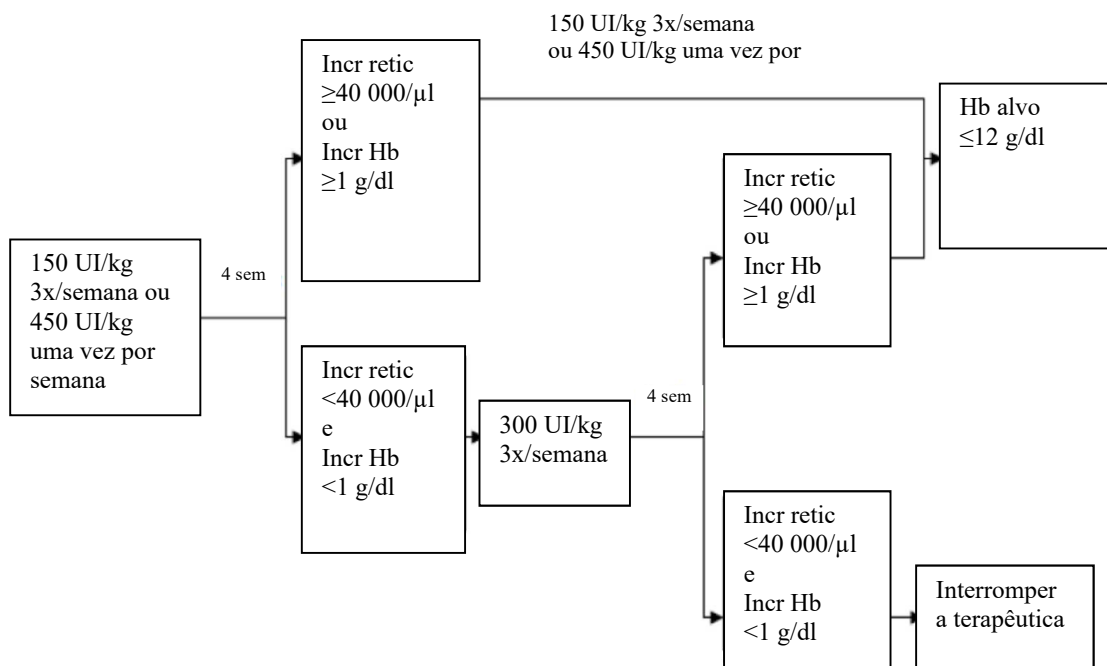 150 UI/kg
3x/semana ou
450 UI/kg
uma vez por
semana
4 sem
Incr retic
≥40 000/µl
ou
Incr Hb
≥1 g/dl
150 UI/kg 3x/semana
ou 450 UI/kg uma vez por
Hb alvo
≤12 g/dl
Incr retic
<40 000/µl
e
Incr Hb
<1 g/dl
300 UI/kg
3x/semana
4 sem
Incr retic
≥40 000/µl
ou
Incr Hb
≥1 g/dl
Incr retic
<40 000/µl
e
Incr Hb
<1 g/dl
Interromper
a terapêutica